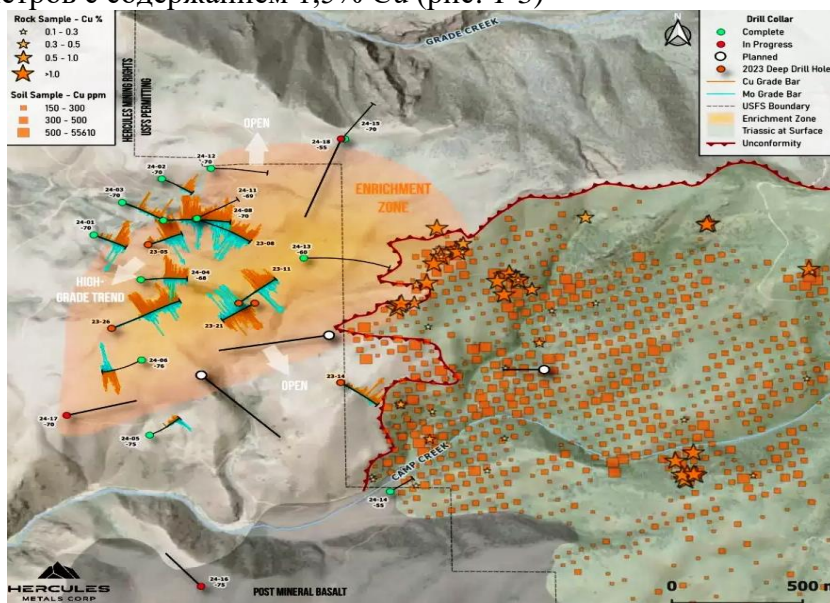 стров с содержанием 1,5% Cu (рис. 1-3)
Rock Sample - Cu %
0.1 - 0.3
0.3 - 0.5
0.5 - 1.0
>1.0
Soil Sample - Cu ppm
150 - 300
300 - 500
500 - 55610
HERCULES MINING RIGHTS
USFS PERMITTING
GRADE CREEK
N
Drill Collar
Complete
In Progress
Planned
2023 Deep Drill Hole
Cu Grade Bar
Mo Grade Bar
USFS Boundary
Enrichment Zone
Triassic at Surface
Unconformity
OPEN
24-15
-70
24-18
-55
24-12
-70
24-02
-70
24-03
-70
24-11
-69
ENRICHMENT
ZONE
24-08
-70
24-01
-70
23-05
23-08
24-13
-60
24-04
-68
23-11
HIGH-
GRADE TREND
23-26
23-21
24-06
-76
OPEN
23-14
24-17
-70
24-05
-75
CAMP CREEK
24-14
-55
24-16
-75
HERCULES
METALS CORP
POST MINERAL BASALT
0
500 m